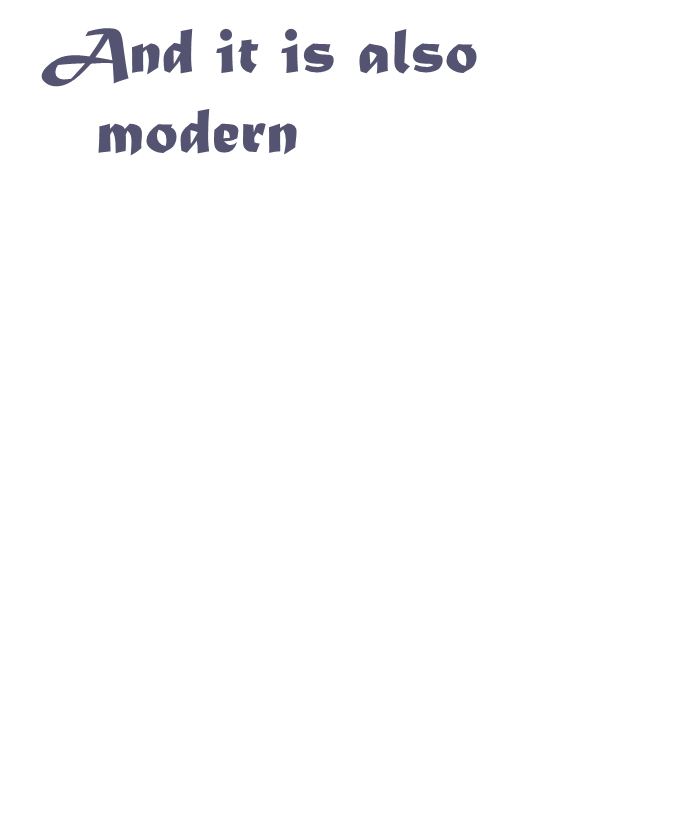 And it is also
modern